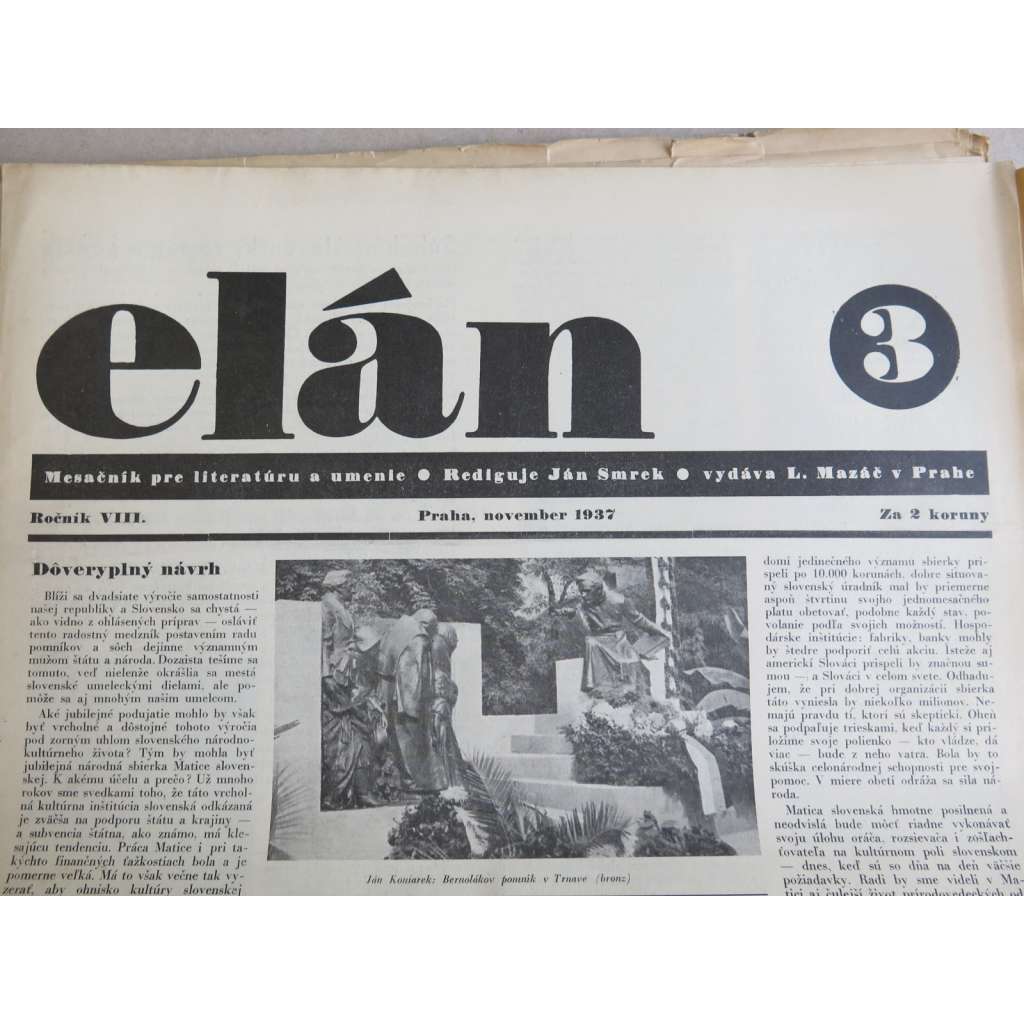 elán
3
Mesačník pre literatúru a umenie ● Rediguje Ján Smrek ● vydáva L. Mazáč v Prahe
Ročník VIII.
Praha, november 1937
Za 2 koruny
Dôveryplný návrh
Blíži sa dvadsiate výročie samostatnosti
našej republiky a Slovensko sa chystá —
ako vidno z ohlásených príprav — osláviť
tento radostný medzník postavením radu
pomníkov a sôch dejinne významným
mužom štátu a národa. Dozaista tešíme sa
tomuto, veď nielenže okrášlia sa mestá
slovenské umeleckými dielami, ale po-
môže sa aj mnohým našim umelcom.
Aké jubilejné podujatie mohlo by však
byť vrcholne a dôstojné tohoto výročia
pod zorným uhlom slovenského národno-
kultúrneho života? Tým by mohla byť
jubilejná národná sbierka Matice sloven-
skej. K akému účelu a prečo? Už mnoho
rokov sme svedkami toho, že táto vrchol-
ná kultúrna inštitúcia slovenská odkázaná
je zväčša na podporu štátu a krajiny —
a subvencia štátna, ako známo, má kle-
sajúcu tendenciu. Práca Matice i pri ta-
kýchto finančných ťažkostiach bola a je
pomerne veľká. Má to však večne tak vy-
zerať, aby ohnisko kultúry slovenskej
Ján Koniarek: Bernolákov pomník v Trnave (bronz)
domí jedinečného významu sbierky pri-
speli po 10.000 korunách, dobre situova-
ný slovenský úradník mal by priemerne
aspoň štvrtinu svojho jednomesačného
platu obetovať, podobne každý stav, po-
volanie podľa svojich možností. Hospo-
dárske inštitúcie: fabriky, banky mohly
by štedre podporiť celú akciu. Isteže aj
americkí Slováci prispeli by značnou su-
mou — a Slováci v celom svete. Odhadu-
jem, že pri dobrej organizácii sbierka
táto vyniesla by niekoľko milionov. Ne-
majú pravdu tí, ktorí sú skeptickí. Oheň
sa podpaľuje trieskami, keď každý si pri-
ložíme svoje polienko — kto vládze, dá
viac — bude z neho vatra. Bola by to
skúška celonárodnej schopnosti pre svoj-
pomoc. V miere obetí odráža sa sila ná-
roda.
Matica slovenská hmotne posilnená a
neodvislá bude môcť riadne vykonávať
svoju úlohu oráča, rozsievača i zošľach-
ťovateľa na kultúrnom poli slovenskom
— dnes, keď sú so dňa na deň väčšie
požiadavky. Radi by sme videli v Ma-
tici aj čulejší život prírodovedeckých od-